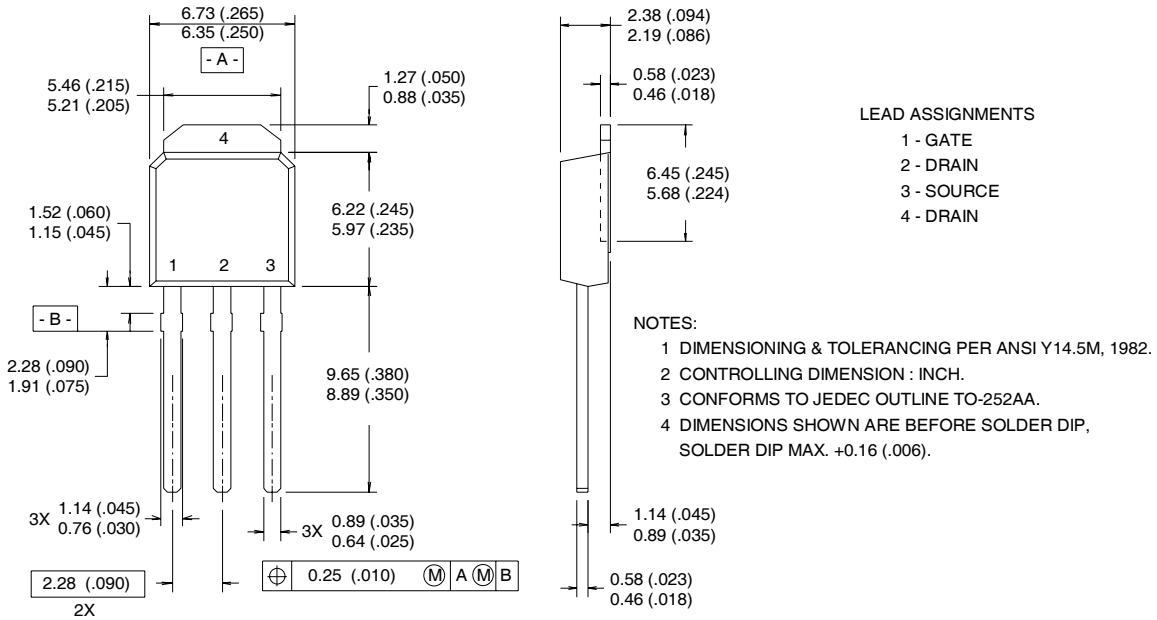 6.73 (.265)
6.35 (.250)
- A -
5.46 (.215)
5.21 (.205)
1.27 (.050)
0.88 (.035)
4
1.52 (.060)
1.15 (.045)
6.22 (.245)
5.97 (.235)
1 2 3
- B -
2.28 (.090)
1.91 (.075)
9.65 (.380)
8.89 (.350)
3X 1.14 (.045)
0.76 (.030)
3X 0.89 (.035)
0.64 (.025)
2.28 (.090)
2X
⌖ 0.25 (.010) Ⓜ A Ⓜ B
2.38 (.094)
2.19 (.086)
0.58 (.023)
0.46 (.018)
6.45 (.245)
5.68 (.224)
1.14 (.045)
0.89 (.035)
0.58 (.023)
0.46 (.018)
LEAD ASSIGNMENTS
1 - GATE
2 - DRAIN
3 - SOURCE
4 - DRAIN
NOTES:
1 DIMENSIONING & TOLERANCING PER ANSI Y14.5M, 1982.
2 CONTROLLING DIMENSION : INCH.
3 CONFORMS TO JEDEC OUTLINE TO-252AA.
4 DIMENSIONS SHOWN ARE BEFORE SOLDER DIP,
SOLDER DIP MAX. +0.16 (.006).